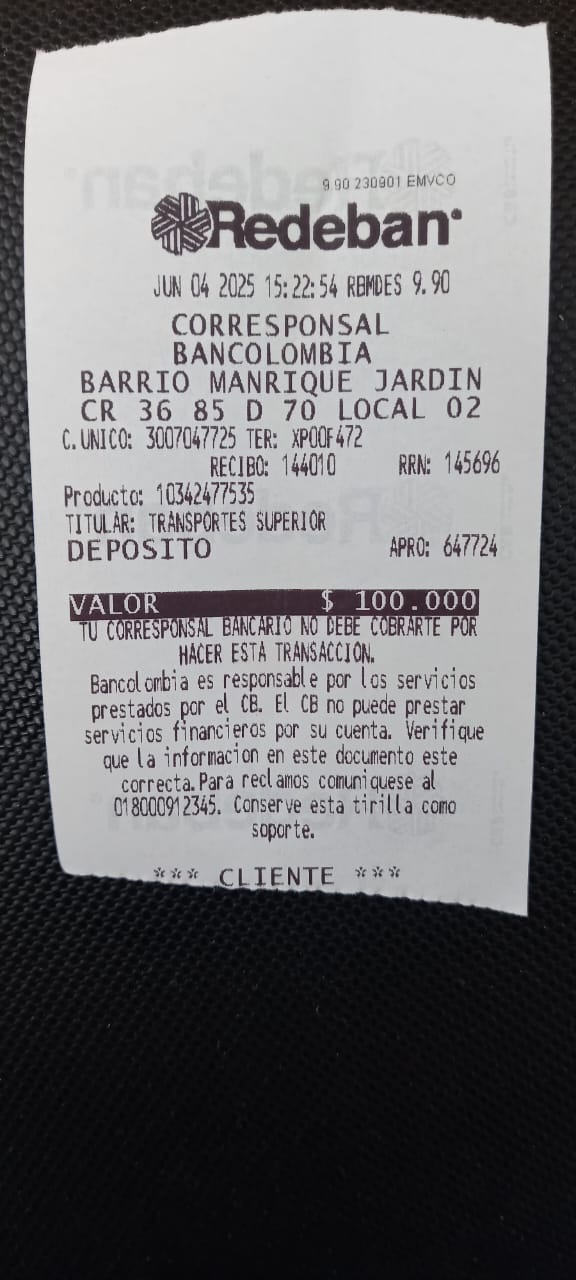 9.90 230901 EMVCO
Redeban
JUN 04 2025 15:22:54 RBMDES 9.90
CORRESPONSAL
BANCOLOMBIA
BARRIO MANRIQUE JARDIN
CR 36 85 D 70 LOCAL 02
C.UNICO: 3007047725 TER: XP00F472
RECIBO: 144010 RRN: 145696
Producto: 10342477535
TITULAR: TRANSPORTES SUPERIOR
DEPOSITO APRO: 647724
VALOR $ 100.000
TU CORRESPONSAL BANCARIO NO DEBE COBRARTE POR
HACER ESTA TRANSACCION.
Bancolombia es responsable por los servicios
prestados por el CB. El CB no puede prestar
servicios financieros por su cuenta. Verifique
que la informacion en este documento este
correcta. Para reclamos comuniquese al
018000912345. Conserve esta tirilla como
soporte.
*** CLIENTE ***